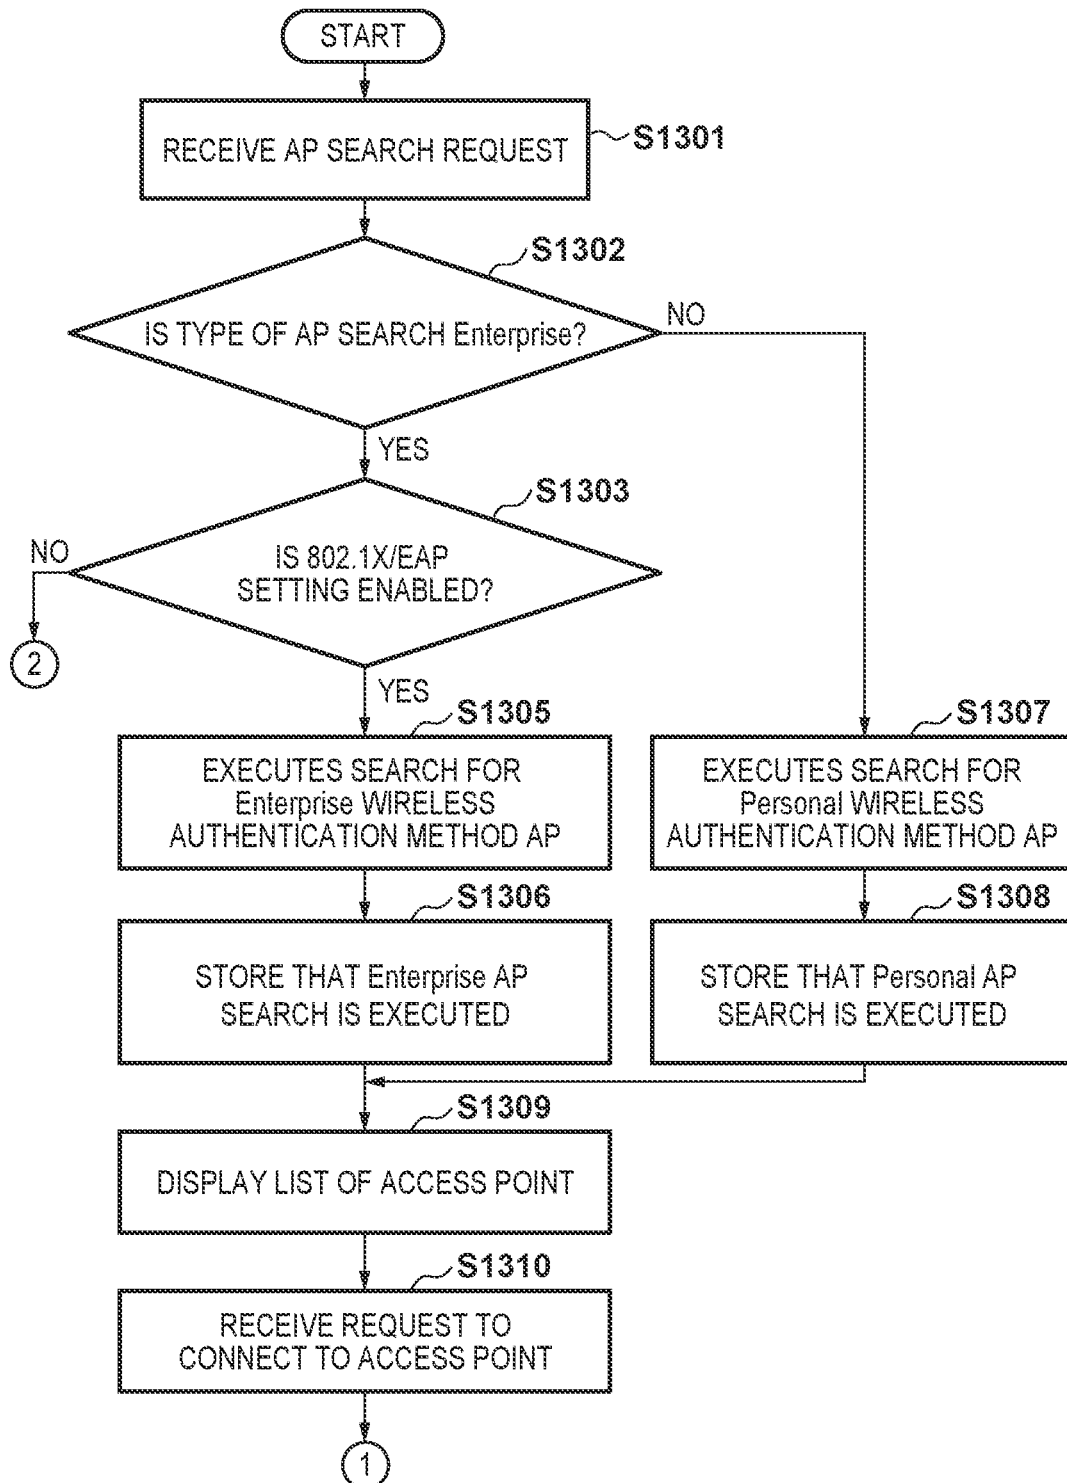 START
RECEIVE AP SEARCH REQUEST
S1301
S1302
IS TYPE OF AP SEARCH Enterprise?
NO
YES
S1303
IS 802.1X/EAP
SETTING ENABLED?
NO
2
YES
S1305
EXECUTES SEARCH FOR
Enterprise WIRELESS
AUTHENTICATION METHOD AP
S1307
EXECUTES SEARCH FOR
Personal WIRELESS
AUTHENTICATION METHOD AP
S1306
STORE THAT Enterprise AP
SEARCH IS EXECUTED
S1308
STORE THAT Personal AP
SEARCH IS EXECUTED
S1309
DISPLAY LIST OF ACCESS POINT
S1310
RECEIVE REQUEST TO
CONNECT TO ACCESS POINT
1